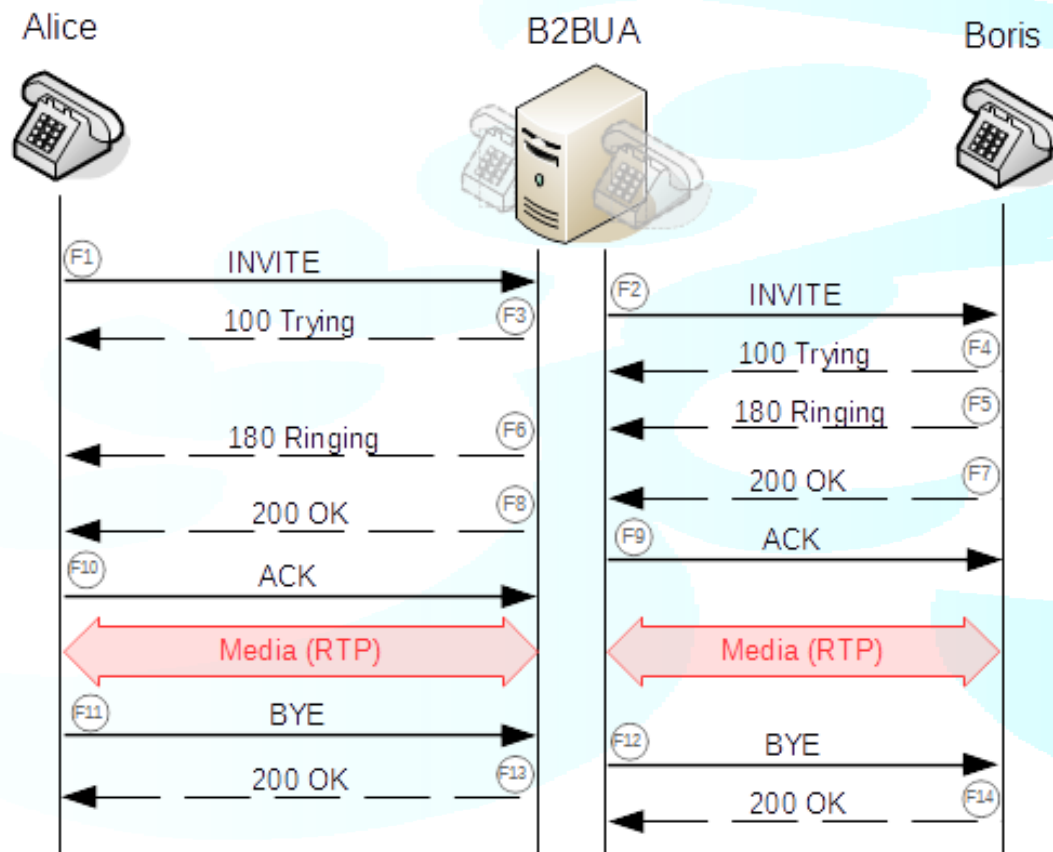 Alice
B2BUA
Boris
F1 INVITE
F2 INVITE
100 Trying F3
100 Trying F4
180 Ringing F5
180 Ringing F6
200 OK F7
200 OK F8
F9 ACK
F10 ACK
Media (RTP) Media (RTP)
F11 BYE
F12 BYE
200 OK F13
200 OK F14